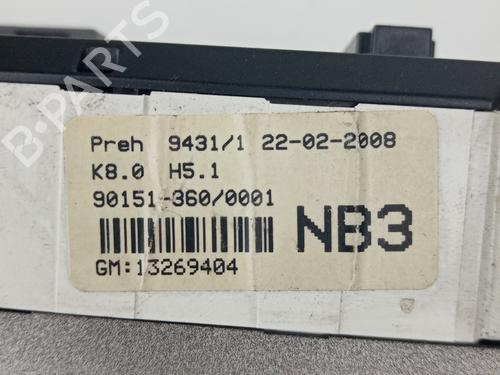 Preh 9431/1 22-02-2008
K8.0 H5.1
90151-360/0001
NB3
GM:13269404
B-PARTS